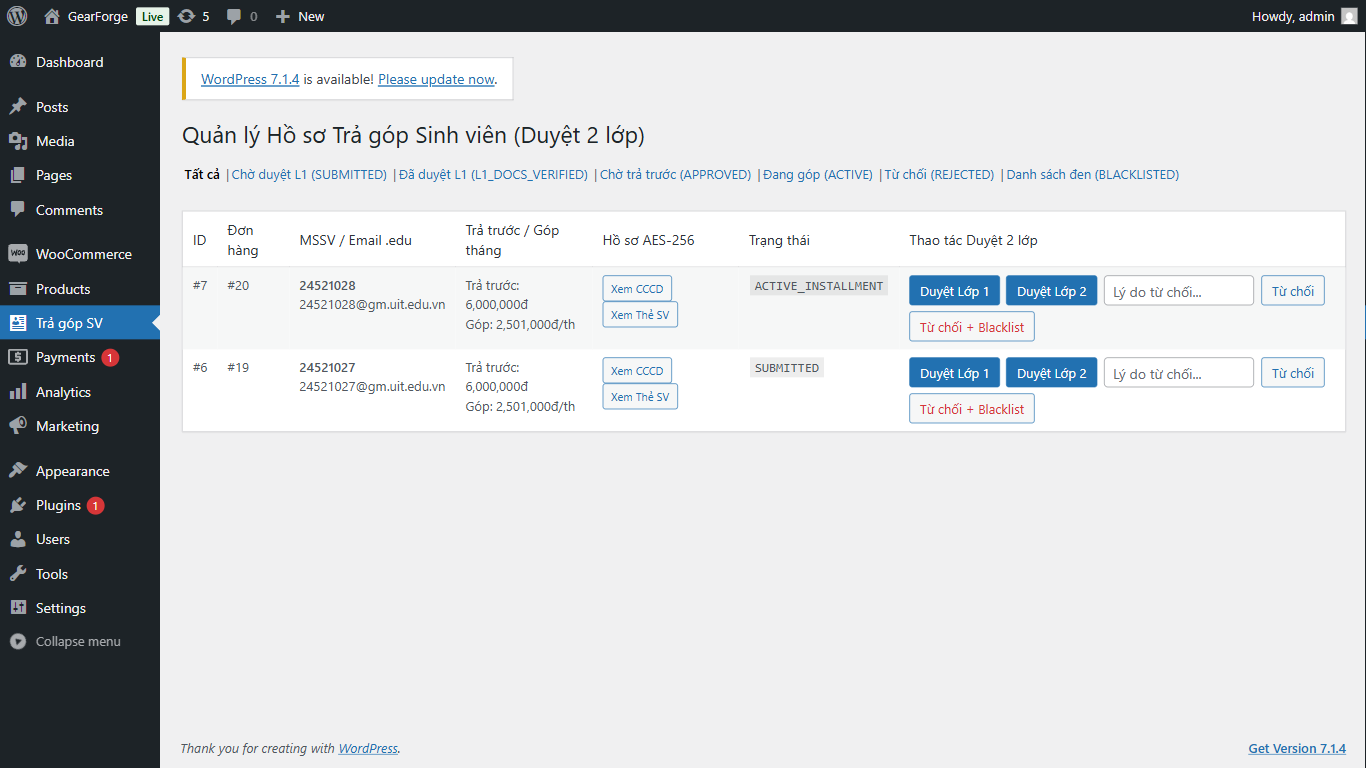 GearForge Live 5 0 New Howdy, admin
Dashboard
Posts
Media
Pages
Comments
WooCommerce
Products
Trả góp SV
Payments 1
Analytics
Marketing
Appearance
Plugins 1
Users
Tools
Settings
Collapse menu
WordPress 7.1.4 is available! Please update now.
Quản lý Hồ sơ Trả góp Sinh viên (Duyệt 2 lớp)
Tất cả | Chờ duyệt L1 (SUBMITTED) | Đã duyệt L1 (L1_DOCS_VERIFIED) | Chờ trả trước (APPROVED) | Đang góp (ACTIVE) | Từ chối (REJECTED) | Danh sách đen (BLACKLISTED)
ID
Đơn
hàng
MSSV / Email .edu
Trả trước / Góp
tháng
Hồ sơ AES-256
Trạng thái
Thao tác Duyệt 2 lớp
#7
#20
24521028
24521028@gm.uit.edu.vn
Trả trước:
6,000,000đ
Góp: 2,501,000đ/th
Xem CCCD
Xem Thẻ SV
ACTIVE_INSTALLMENT
Duyệt Lớp 1 Duyệt Lớp 2 Lý do từ chối... Từ chối
Từ chối + Blacklist
#6
#19
24521027
24521027@gm.uit.edu.vn
Trả trước:
6,000,000đ
Góp: 2,501,000đ/th
Xem CCCD
Xem Thẻ SV
SUBMITTED
Duyệt Lớp 1 Duyệt Lớp 2 Lý do từ chối... Từ chối
Từ chối + Blacklist
Thank you for creating with WordPress. Get Version 7.1.4